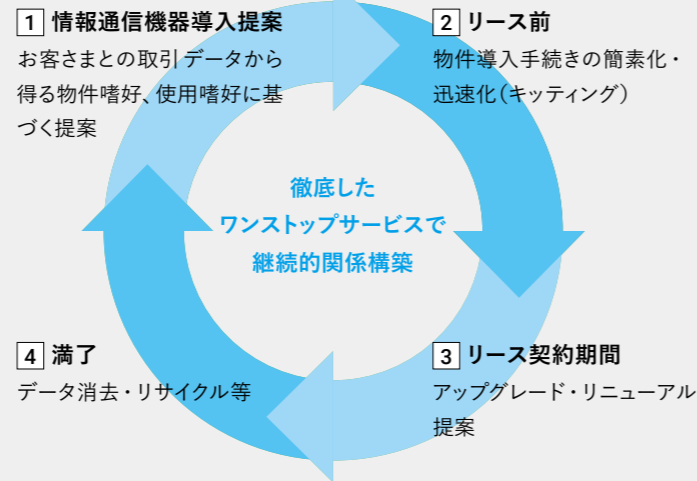 1 情報通信機器導入提案
お客さまとの取引データから
得る物件嗜好、使用嗜好に基
づく提案
2 リース前
物件導入手続きの簡素化・
迅速化（キッティング）
徹底した
ワンストップサービスで
継続的関係構築
3 リース契約期間
アップグレード・リニューアル
提案
4 満了
データ消去・リサイクル等